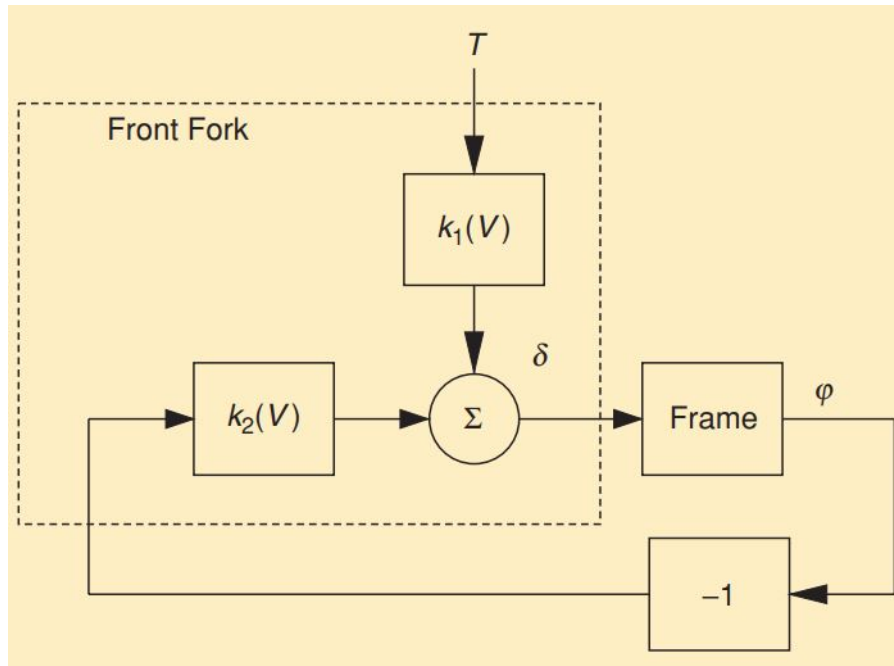 T
Front Fork
k₁(V)
δ
k₂(V)
Σ
Frame
φ
−1